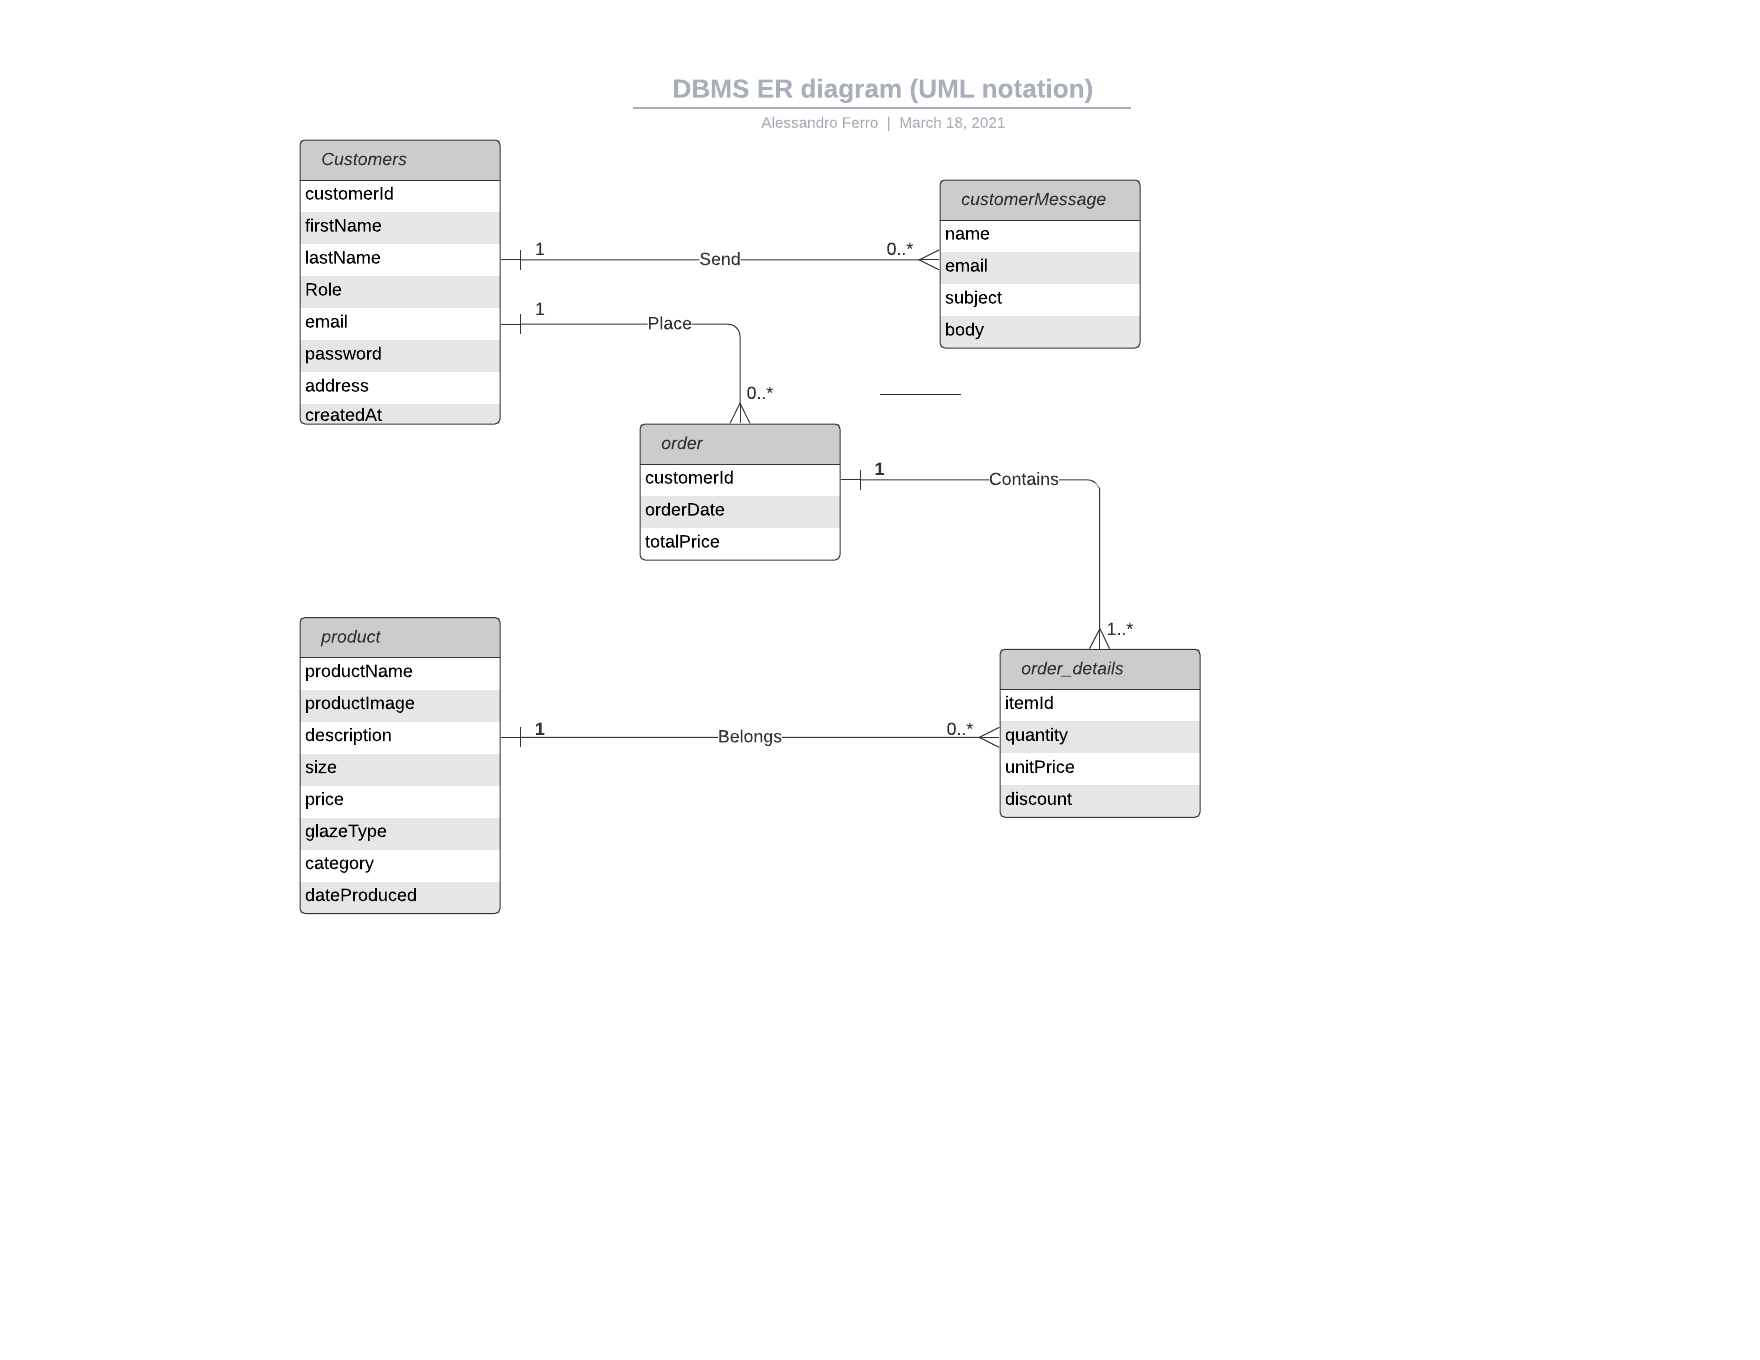 DBMS ER diagram (UML notation)
Alessandro Ferro | March 18, 2021
Customers
customerId
firstName
lastName
Role
email
password
address
createdAt
1
Send
0..*
customerMessage
name
email
subject
body
1
Place
0..*
order
customerId
orderDate
totalPrice
1
Contains
1..*
product
productName
productImage
description
size
price
glazeType
category
dateProduced
1
Belongs
0..*
order_details
itemId
quantity
unitPrice
discount